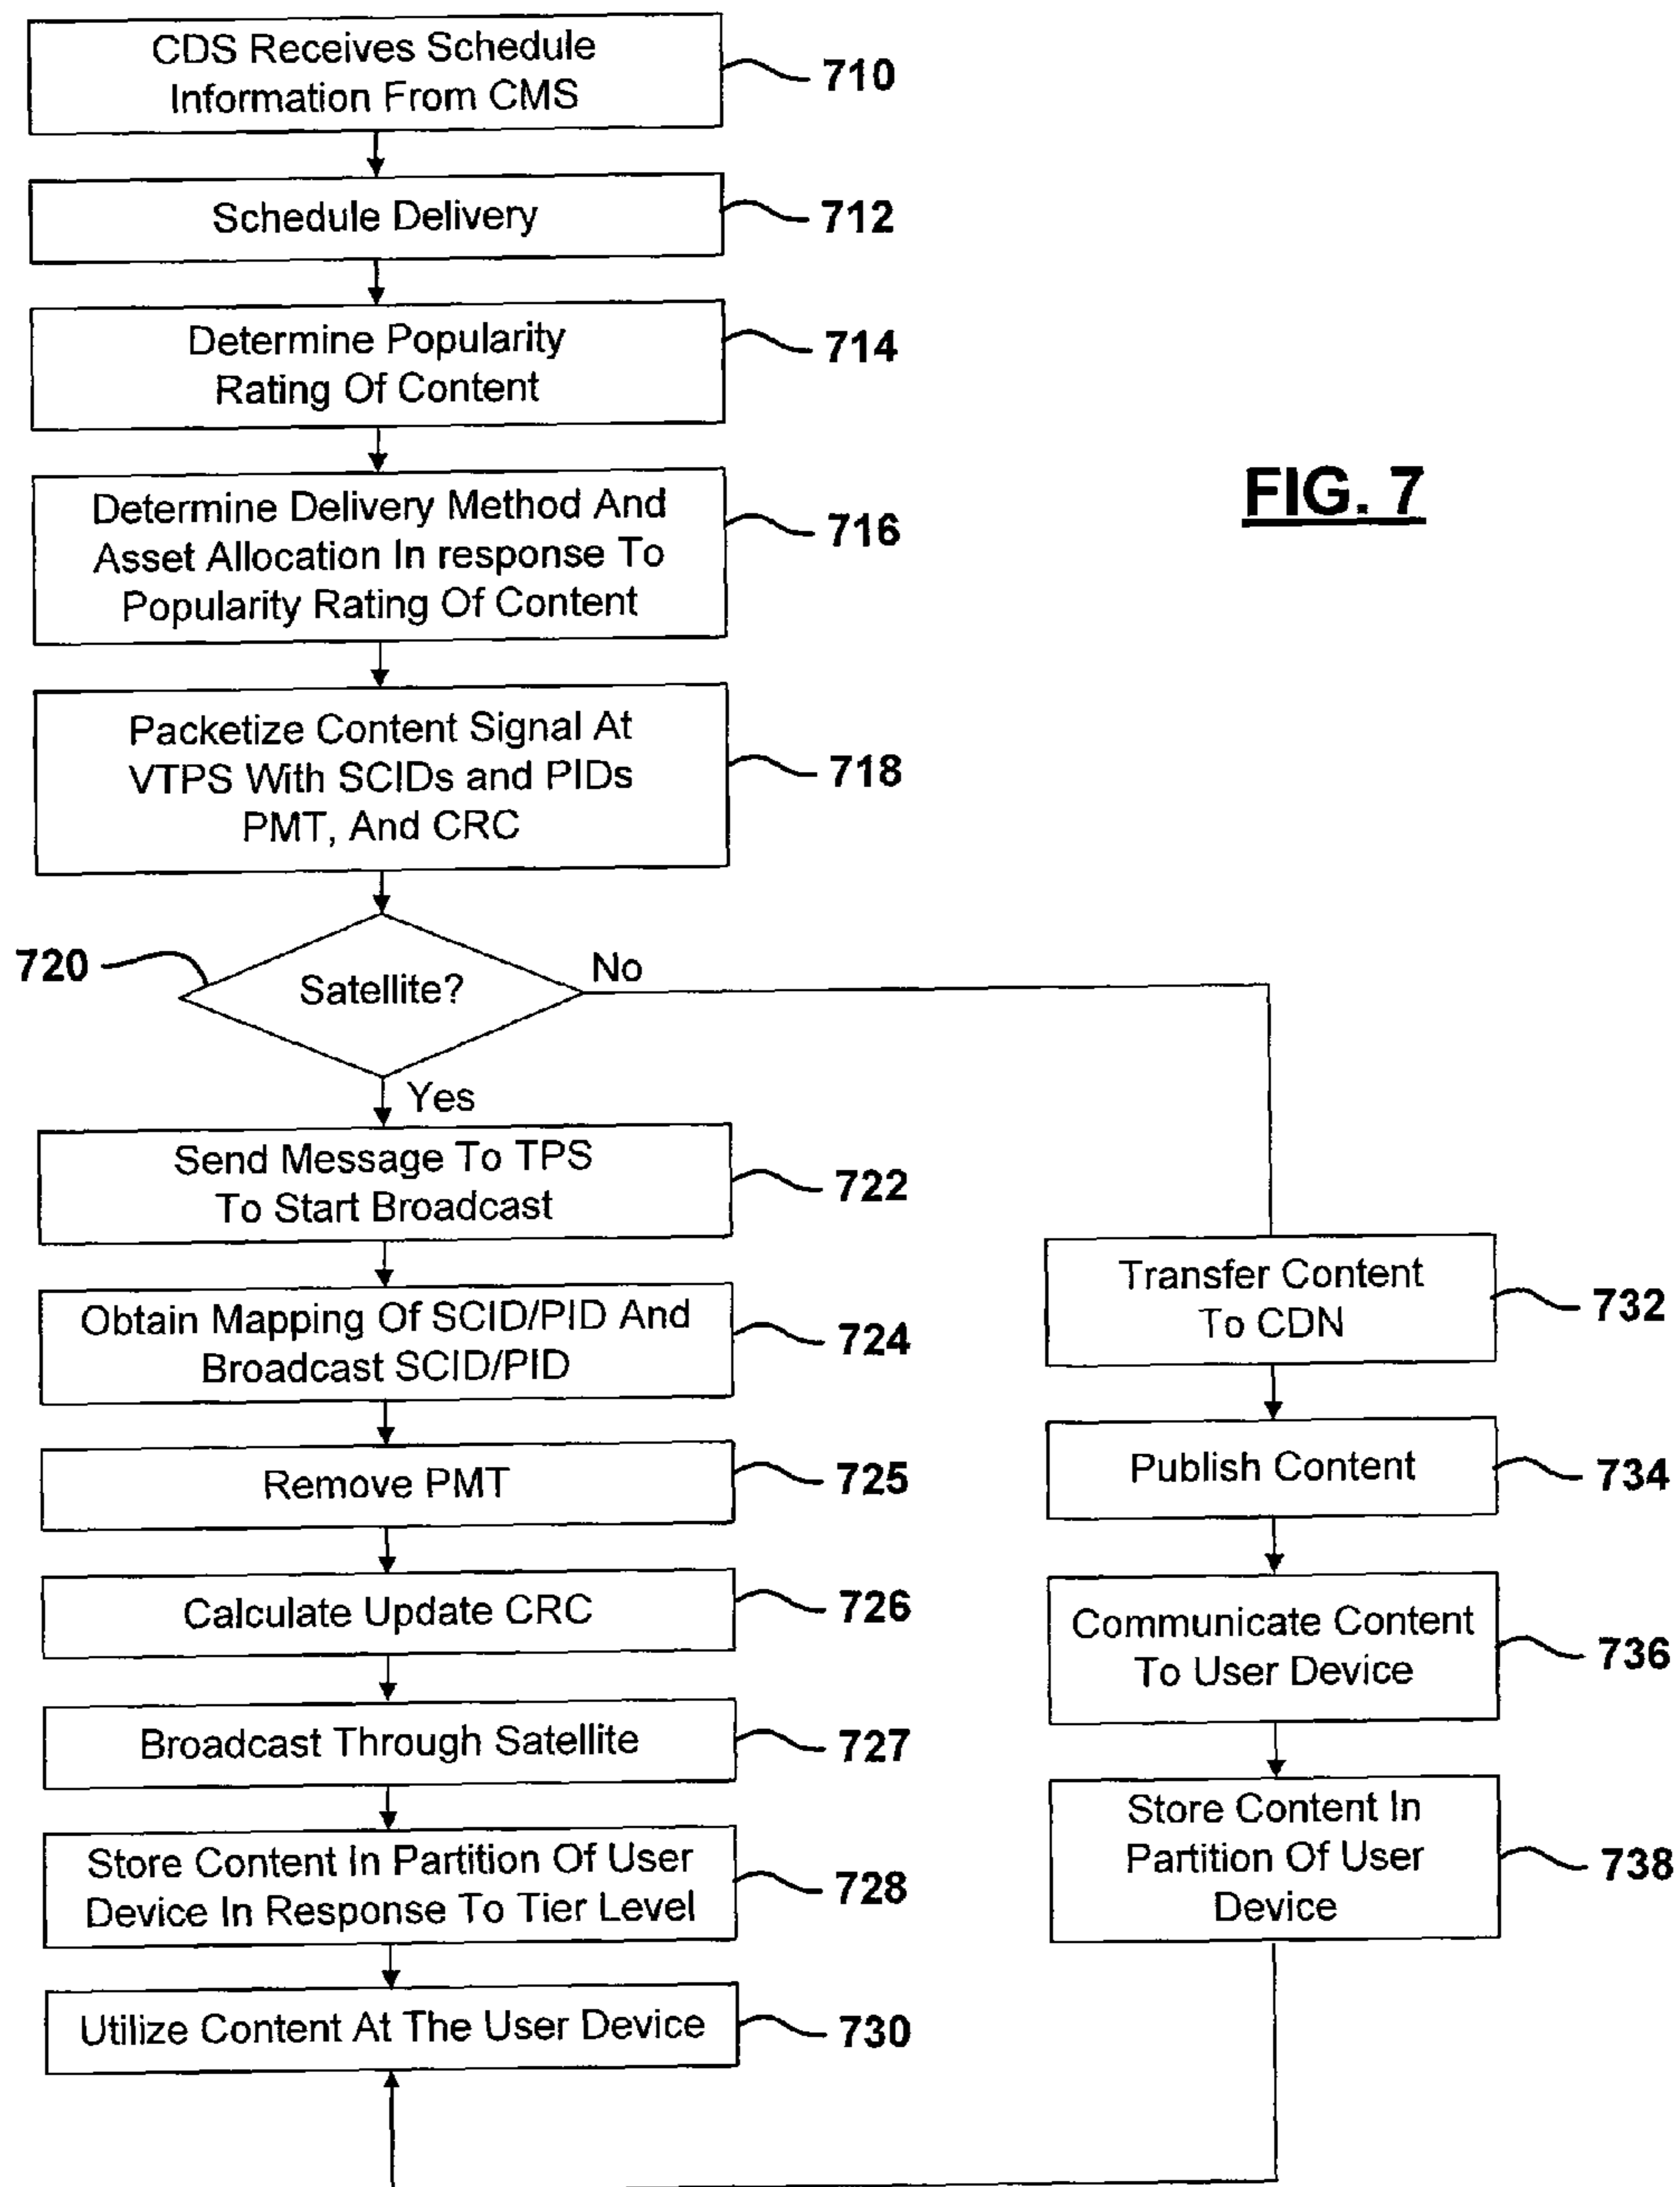 CDS Receives Schedule
Information From CMS
710
Schedule Delivery
712
Determine Popularity
Rating Of Content
714
Determine Delivery Method And
Asset Allocation In response To
Popularity Rating Of Content
716
FIG. 7
Packetize Content Signal At
VTPS With SCIDs and PIDs
PMT, And CRC
718
720
Satellite?
No
Yes
Send Message To TPS
To Start Broadcast
722
Obtain Mapping Of SCID/PID And
Broadcast SCID/PID
724
Remove PMT
725
Calculate Update CRC
726
Broadcast Through Satellite
727
Store Content In Partition Of User
Device In Response To Tier Level
728
Utilize Content At The User Device
730
Transfer Content
To CDN
732
Publish Content
734
Communicate Content
To User Device
736
Store Content In
Partition Of User
Device
738